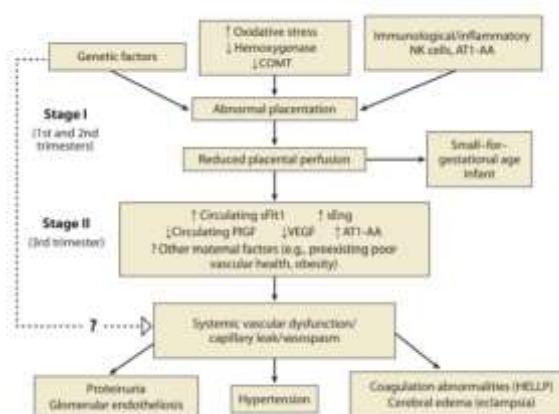 Genetic factors
↑ Oxidative stress
↓ Hemoxygenase
↓COMT
Immunological/inflammatory
NK cells, AT1-AA
Abnormal placentation
Stage I
(1st and 2nd
trimesters)
Reduced placental perfusion
Small-for-
gestational age
infant
Stage II
(3rd trimester)
↑ Circulating sFlt1 ↑ sEng
↓Circulating PlGF ↓VEGF ↑ AT1-AA
? Other maternal factors (e.g., preexisting poor
vascular health, obesity)
?
Systemic vascular dysfunction/
capillary leak/vasospasm
Proteinuria
Glomerular endotheliosis
Hypertension
Coagulation abnormalities (HELLP)
Cerebral edema (eclampsia)